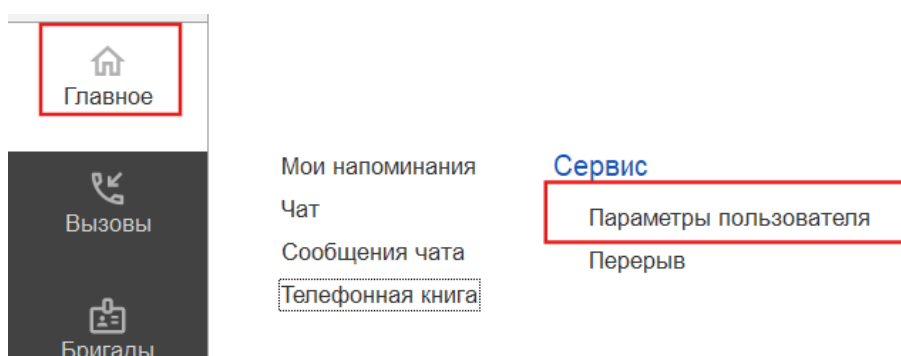 Главное
Вызовы
Бригады
Мои напоминания
Чат
Сообщения чата
Телефонная книга
Сервис
Параметры пользователя
Перерыв